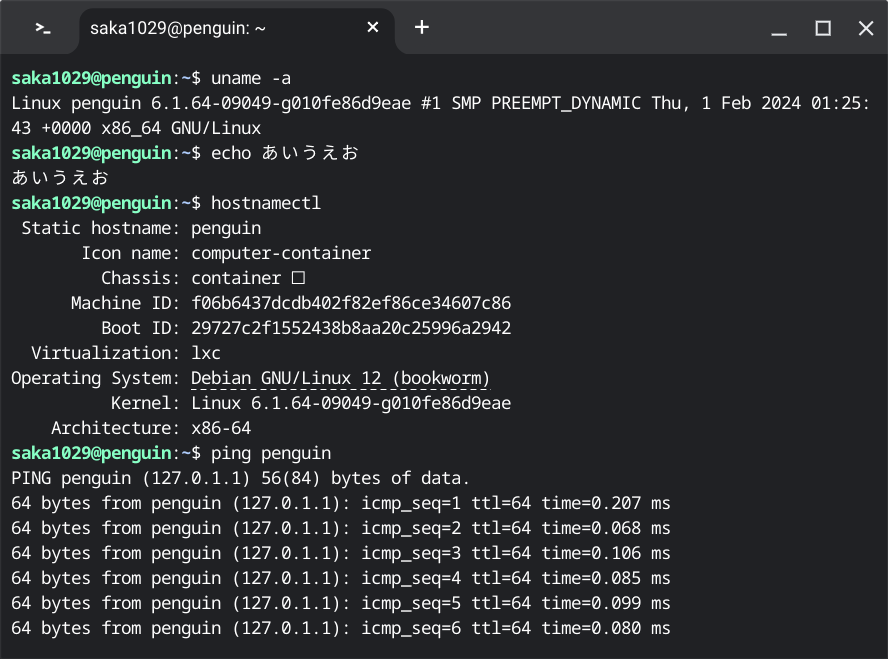 saka1029@penguin: ~
saka1029@penguin:~$ uname -a
Linux penguin 6.1.64-09049-g010fe86d9eae #1 SMP PREEMPT_DYNAMIC Thu, 1 Feb 2024 01:25:
43 +0000 x86_64 GNU/Linux
saka1029@penguin:~$ echo あいうえお
あいうえお
saka1029@penguin:~$ hostnamectl
Static hostname: penguin
Icon name: computer-container
Chassis: container ☐
Machine ID: f06b6437dcdb402f82ef86ce34607c86
Boot ID: 29727c2f1552438b8aa20c25996a2942
Virtualization: lxc
Operating System: Debian GNU/Linux 12 (bookworm)
Kernel: Linux 6.1.64-09049-g010fe86d9eae
Architecture: x86-64
saka1029@penguin:~$ ping penguin
PING penguin (127.0.1.1) 56(84) bytes of data.
64 bytes from penguin (127.0.1.1): icmp_seq=1 ttl=64 time=0.207 ms
64 bytes from penguin (127.0.1.1): icmp_seq=2 ttl=64 time=0.068 ms
64 bytes from penguin (127.0.1.1): icmp_seq=3 ttl=64 time=0.106 ms
64 bytes from penguin (127.0.1.1): icmp_seq=4 ttl=64 time=0.085 ms
64 bytes from penguin (127.0.1.1): icmp_seq=5 ttl=64 time=0.099 ms
64 bytes from penguin (127.0.1.1): icmp_seq=6 ttl=64 time=0.080 ms